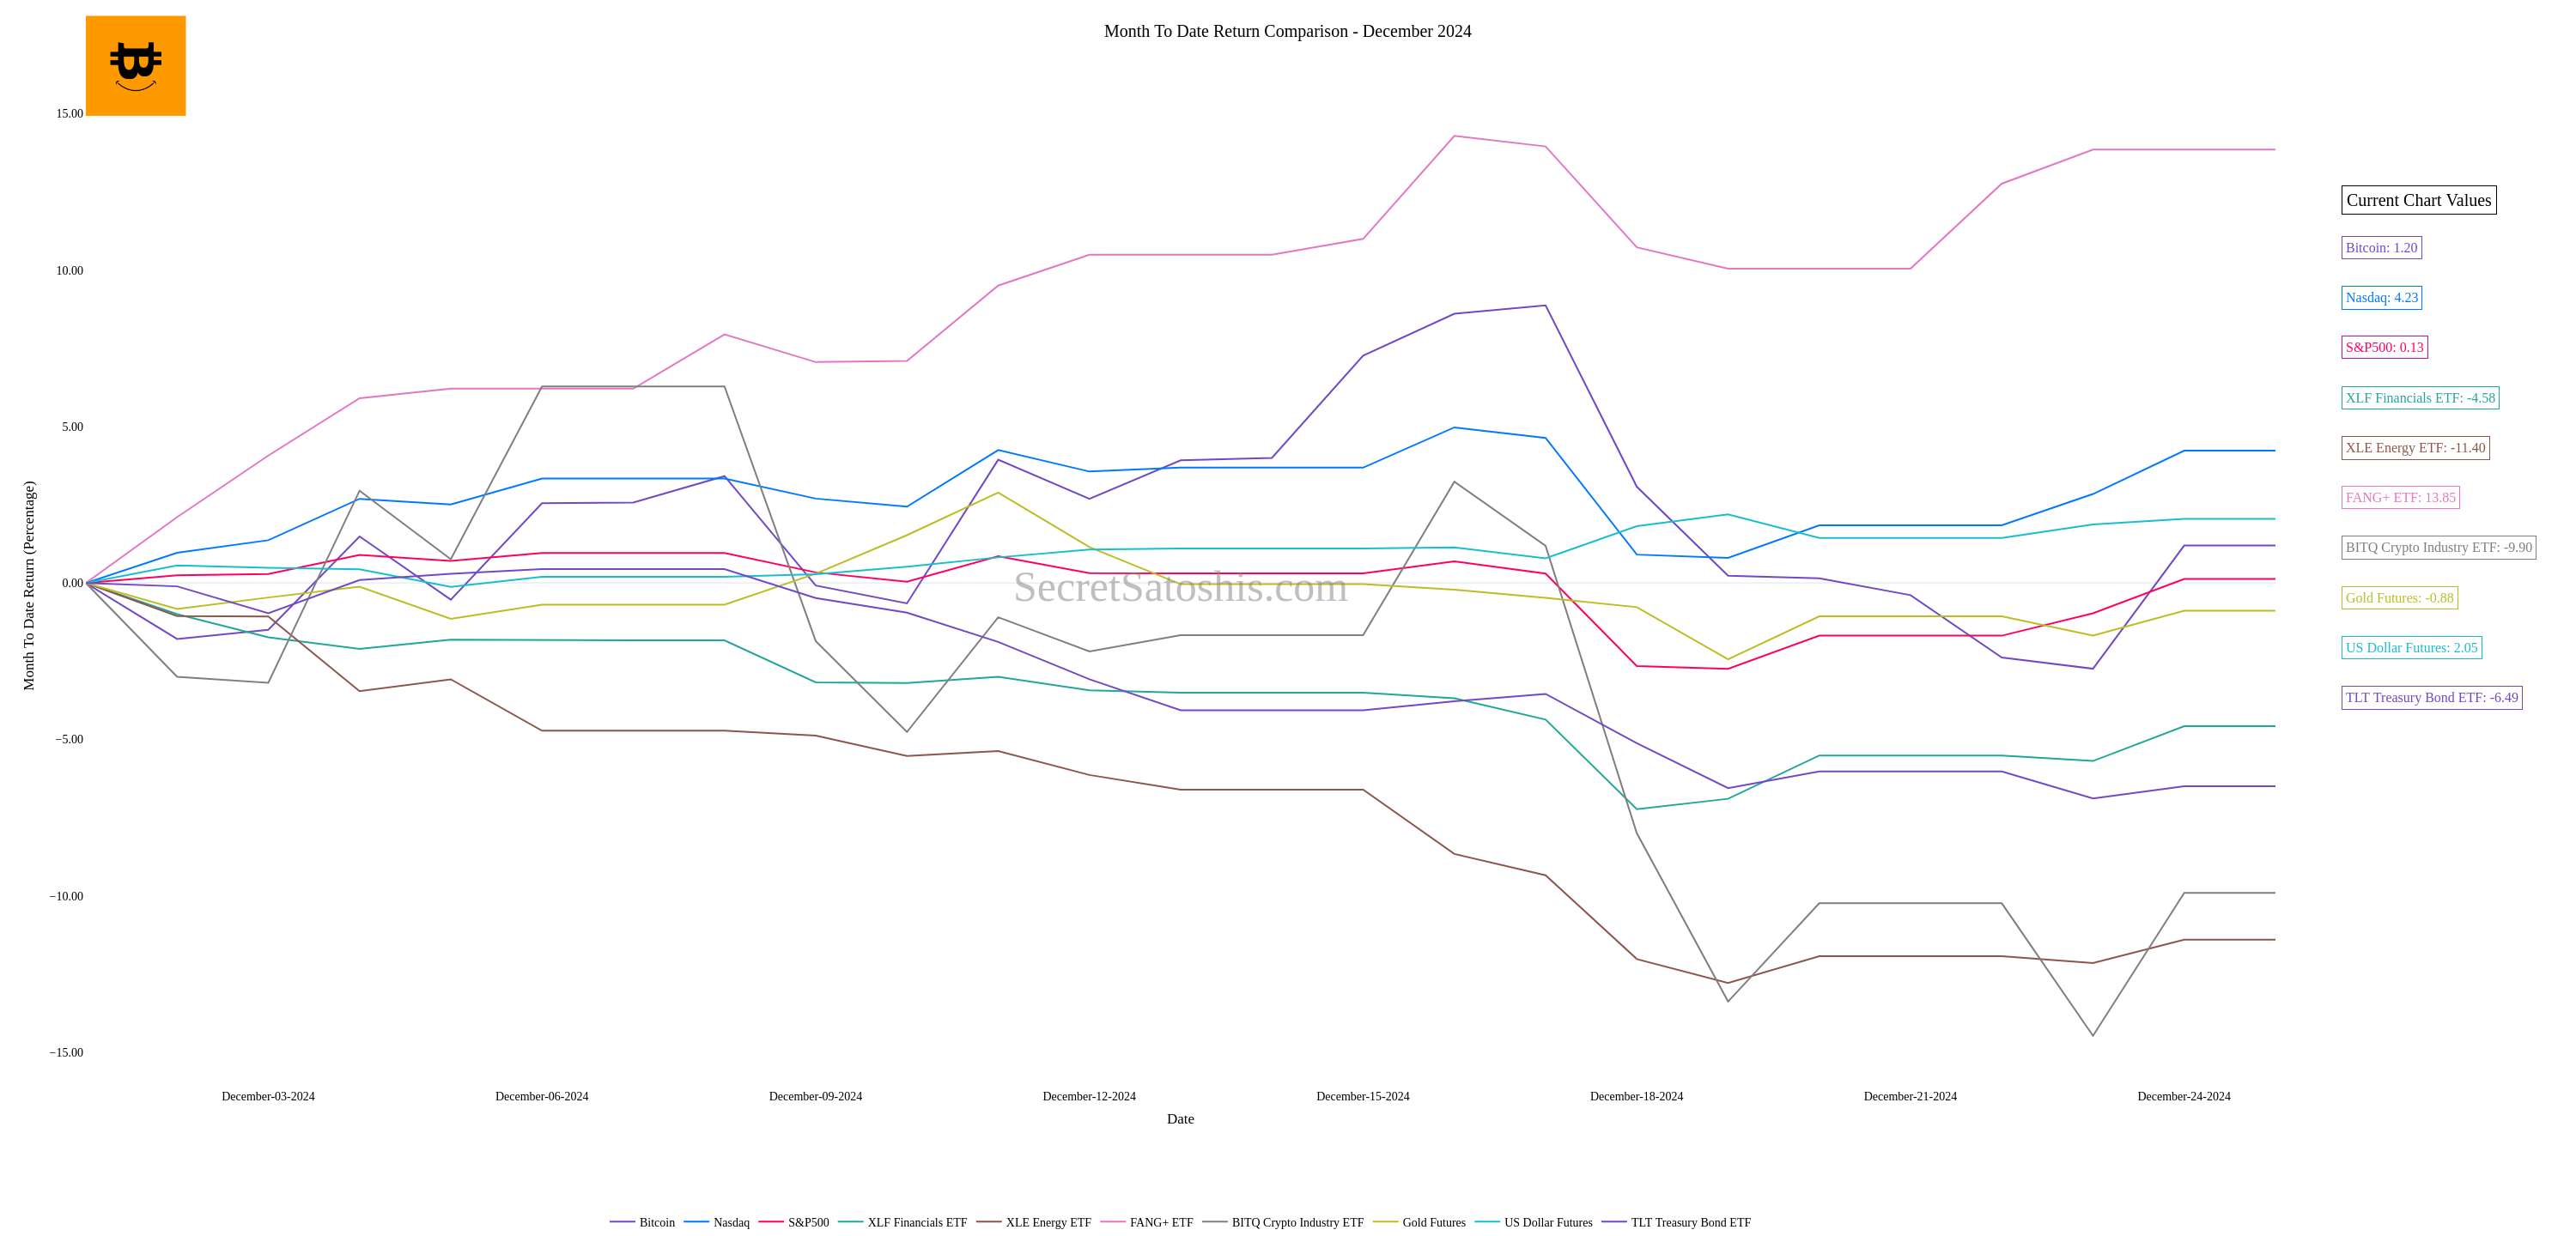 Month To Date Return Comparison - December 2024
15.00
10.00
5.00
0.00
−5.00
−10.00
−15.00
Month To Date Return (Percentage)
SecretSatoshis.com
Current Chart Values
Bitcoin: 1.20
Nasdaq: 4.23
S&P500: 0.13
XLF Financials ETF: -4.58
XLE Energy ETF: -11.40
FANG+ ETF: 13.85
BITQ Crypto Industry ETF: -9.90
Gold Futures: -0.88
US Dollar Futures: 2.05
TLT Treasury Bond ETF: -6.49
December-03-2024 December-06-2024 December-09-2024 December-12-2024 December-15-2024 December-18-2024 December-21-2024 December-24-2024
Date
Bitcoin Nasdaq S&P500 XLF Financials ETF XLE Energy ETF FANG+ ETF BITQ Crypto Industry ETF Gold Futures US Dollar Futures TLT Treasury Bond ETF